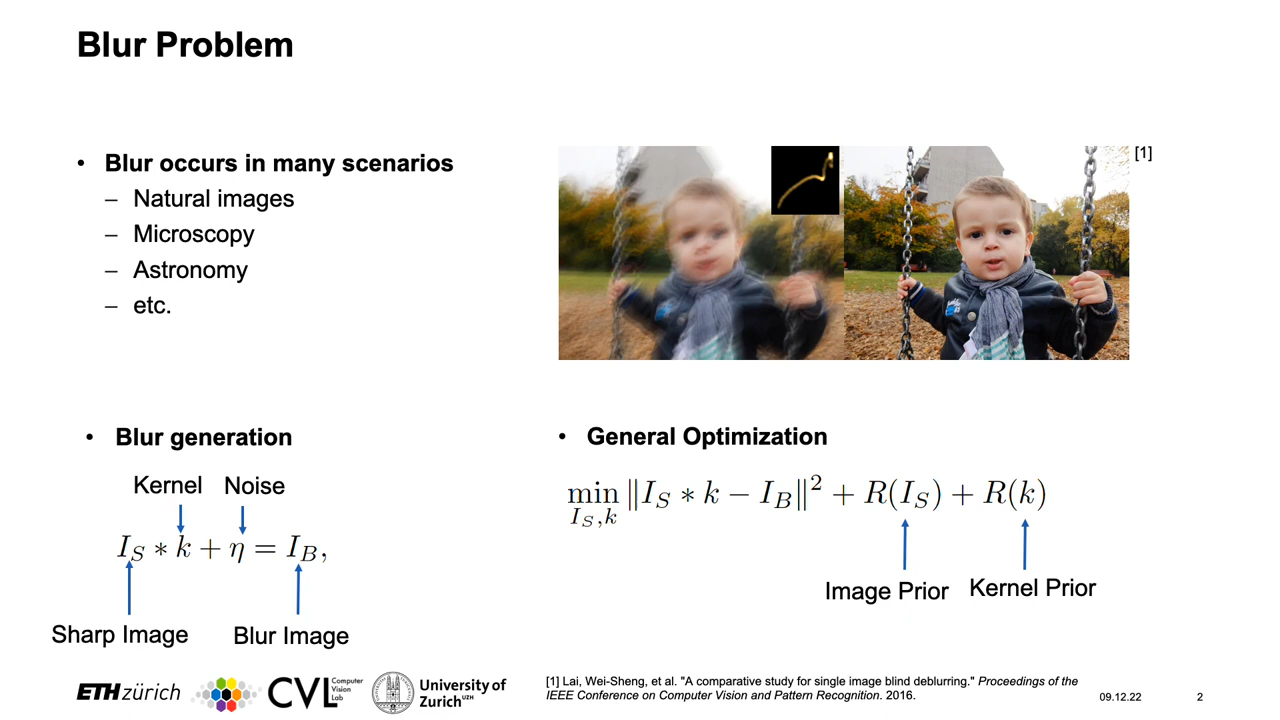 Blur Problem
• Blur occurs in many scenarios
– Natural images
– Microscopy
– Astronomy
– etc.
[1]
• Blur generation
Kernel Noise
I_S * k + η = I_B,
Sharp Image Blur Image
• General Optimization
min_{I_S,k} ‖I_S * k − I_B‖² + R(I_S) + R(k)
Image Prior Kernel Prior
ETH zürich
CVL Computer Vision Lab
University of
Zurich UZH
[1] Lai, Wei-Sheng, et al. "A comparative study for single image blind deblurring." Proceedings of the
IEEE Conference on Computer Vision and Pattern Recognition. 2016.
09.12.22 2